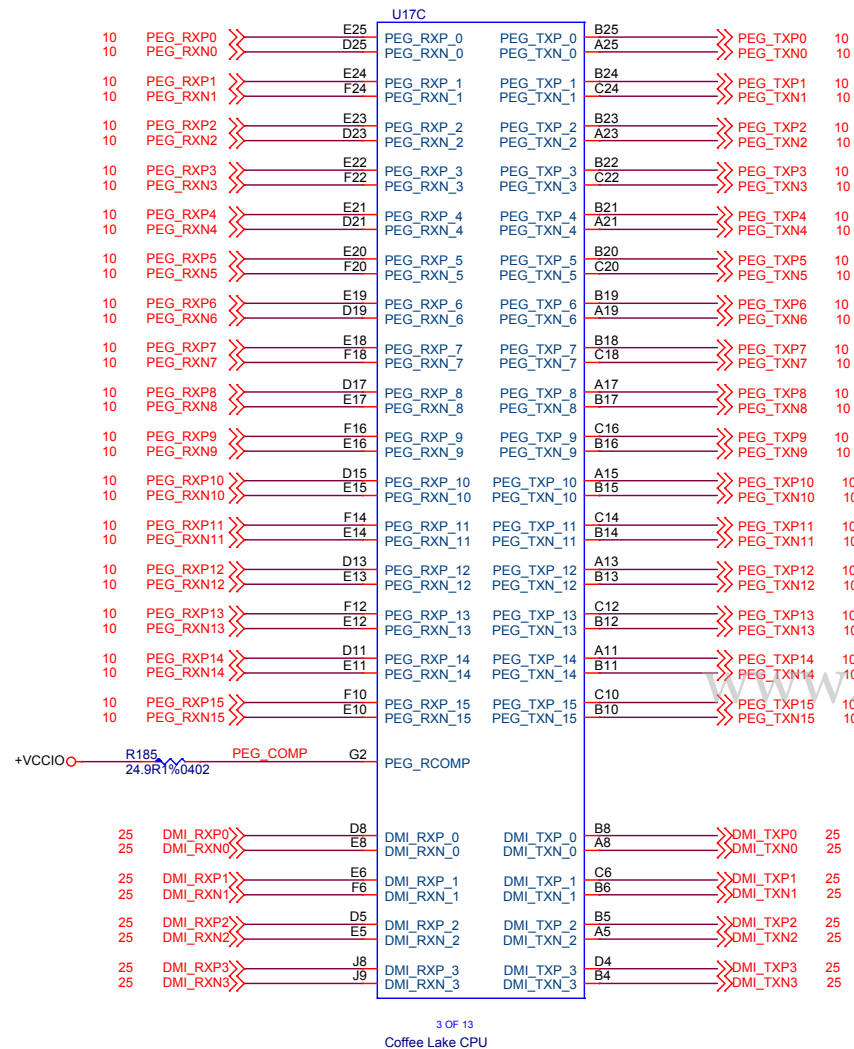 U17C
10 PEG_RXP0 E25 PEG_RXP_0 PEG_TXP_0 B25 PEG_TXP0 10
10 PEG_RXN0 D25 PEG_RXN_0 PEG_TXN_0 A25 PEG_TXN0 10
10 PEG_RXP1 E24 PEG_RXP_1 PEG_TXP_1 B24 PEG_TXP1 10
10 PEG_RXN1 F24 PEG_RXN_1 PEG_TXN_1 C24 PEG_TXN1 10
10 PEG_RXP2 E23 PEG_RXP_2 PEG_TXP_2 B23 PEG_TXP2 10
10 PEG_RXN2 D23 PEG_RXN_2 PEG_TXN_2 A23 PEG_TXN2 10
10 PEG_RXP3 E22 PEG_RXP_3 PEG_TXP_3 B22 PEG_TXP3 10
10 PEG_RXN3 F22 PEG_RXN_3 PEG_TXN_3 C22 PEG_TXN3 10
10 PEG_RXP4 E21 PEG_RXP_4 PEG_TXP_4 B21 PEG_TXP4 10
10 PEG_RXN4 D21 PEG_RXN_4 PEG_TXN_4 A21 PEG_TXN4 10
10 PEG_RXP5 E20 PEG_RXP_5 PEG_TXP_5 B20 PEG_TXP5 10
10 PEG_RXN5 F20 PEG_RXN_5 PEG_TXN_5 C20 PEG_TXN5 10
10 PEG_RXP6 E19 PEG_RXP_6 PEG_TXP_6 B19 PEG_TXP6 10
10 PEG_RXN6 D19 PEG_RXN_6 PEG_TXN_6 A19 PEG_TXN6 10
10 PEG_RXP7 E18 PEG_RXP_7 PEG_TXP_7 B18 PEG_TXP7 10
10 PEG_RXN7 F18 PEG_RXN_7 PEG_TXN_7 C18 PEG_TXN7 10
10 PEG_RXP8 D17 PEG_RXP_8 PEG_TXP_8 A17 PEG_TXP8 10
10 PEG_RXN8 E17 PEG_RXN_8 PEG_TXN_8 B17 PEG_TXN8 10
10 PEG_RXP9 F16 PEG_RXP_9 PEG_TXP_9 C16 PEG_TXP9 10
10 PEG_RXN9 E16 PEG_RXN_9 PEG_TXN_9 B16 PEG_TXN9 10
10 PEG_RXP10 D15 PEG_RXP_10 PEG_TXP_10 A15 PEG_TXP10 10
10 PEG_RXN10 E15 PEG_RXN_10 PEG_TXN_10 B15 PEG_TXN10 10
10 PEG_RXP11 F14 PEG_RXP_11 PEG_TXP_11 C14 PEG_TXP11 10
10 PEG_RXN11 E14 PEG_RXN_11 PEG_TXN_11 B14 PEG_TXN11 10
10 PEG_RXP12 D13 PEG_RXP_12 PEG_TXP_12 A13 PEG_TXP12 10
10 PEG_RXN12 E13 PEG_RXN_12 PEG_TXN_12 B13 PEG_TXN12 10
10 PEG_RXP13 F12 PEG_RXP_13 PEG_TXP_13 C12 PEG_TXP13 10
10 PEG_RXN13 E12 PEG_RXN_13 PEG_TXN_13 B12 PEG_TXN13 10
10 PEG_RXP14 D11 PEG_RXP_14 PEG_TXP_14 A11 PEG_TXP14 10
10 PEG_RXN14 E11 PEG_RXN_14 PEG_TXN_14 B11 PEG_TXN14 10
www
10 PEG_RXP15 F10 PEG_RXP_15 PEG_TXP_15 C10 PEG_TXP15 10
10 PEG_RXN15 E10 PEG_RXN_15 PEG_TXN_15 B10 PEG_TXN15 10
+VCCIO R185 PEG_COMP G2 PEG_RCOMP
24.9R1%0402
25 DMI_RXP0 D8 DMI_RXP_0 DMI_TXP_0 B8 DMI_TXP0 25
25 DMI_RXN0 E8 DMI_RXN_0 DMI_TXN_0 A8 DMI_TXN0 25
25 DMI_RXP1 E6 DMI_RXP_1 DMI_TXP_1 C6 DMI_TXP1 25
25 DMI_RXN1 F6 DMI_RXN_1 DMI_TXN_1 B6 DMI_TXN1 25
25 DMI_RXP2 D5 DMI_RXP_2 DMI_TXP_2 B5 DMI_TXP2 25
25 DMI_RXN2 E5 DMI_RXN_2 DMI_TXN_2 A5 DMI_TXN2 25
25 DMI_RXP3 J8 DMI_RXP_3 DMI_TXP_3 D4 DMI_TXP3 25
25 DMI_RXN3 J9 DMI_RXN_3 DMI_TXN_3 B4 DMI_TXN3 25
3 OF 13
Coffee Lake CPU